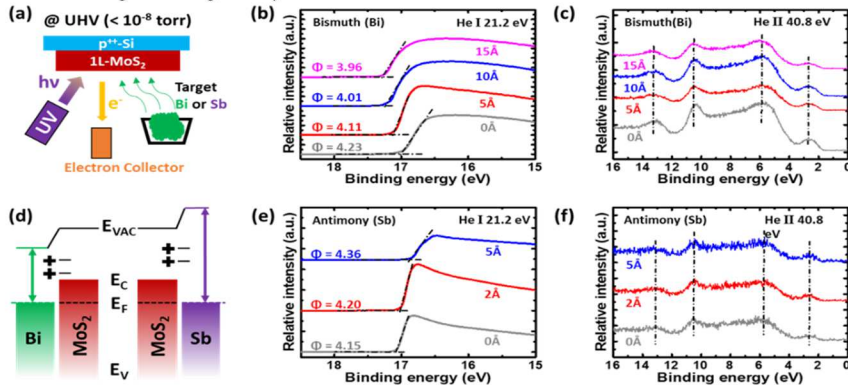 (a)
@ UHV (< 10⁻⁸ torr)
p⁺⁺-Si
1L-MoS₂
hν
UV
e⁻
Target
Bi or Sb
Electron Collector
(b)
Bismuth (Bi)
He I 21.2 eV
Relative intensity (a.u.)
Φ = 3.96
15Å
Φ = 4.01
10Å
Φ = 4.11
5Å
Φ = 4.23
0Å
18
17
16
15
Binding energy (eV)
(c)
Bismuth(Bi)
He II 40.8 eV
Relative intensity (a.u.)
15Å
10Å
5Å
0Å
16 14 12 10 8 6 4 2 0
Binding energy (eV)
(d)
E_VAC
E_C
E_F
E_V
Bi
MoS₂
MoS₂
Sb
(e)
Antimony (Sb)
He I 21.2 eV
Relative intensity (a.u.)
Φ = 4.36
5Å
Φ = 4.20
2Å
Φ = 4.15
0Å
18
17
16
15
Binding energy (eV)
(f)
Antimony (Sb)
He II 40.8
eV
Relative intensity (a.u.)
5Å
2Å
0Å
16 14 12 10 8 6 4 2 0
Binding energy (eV)